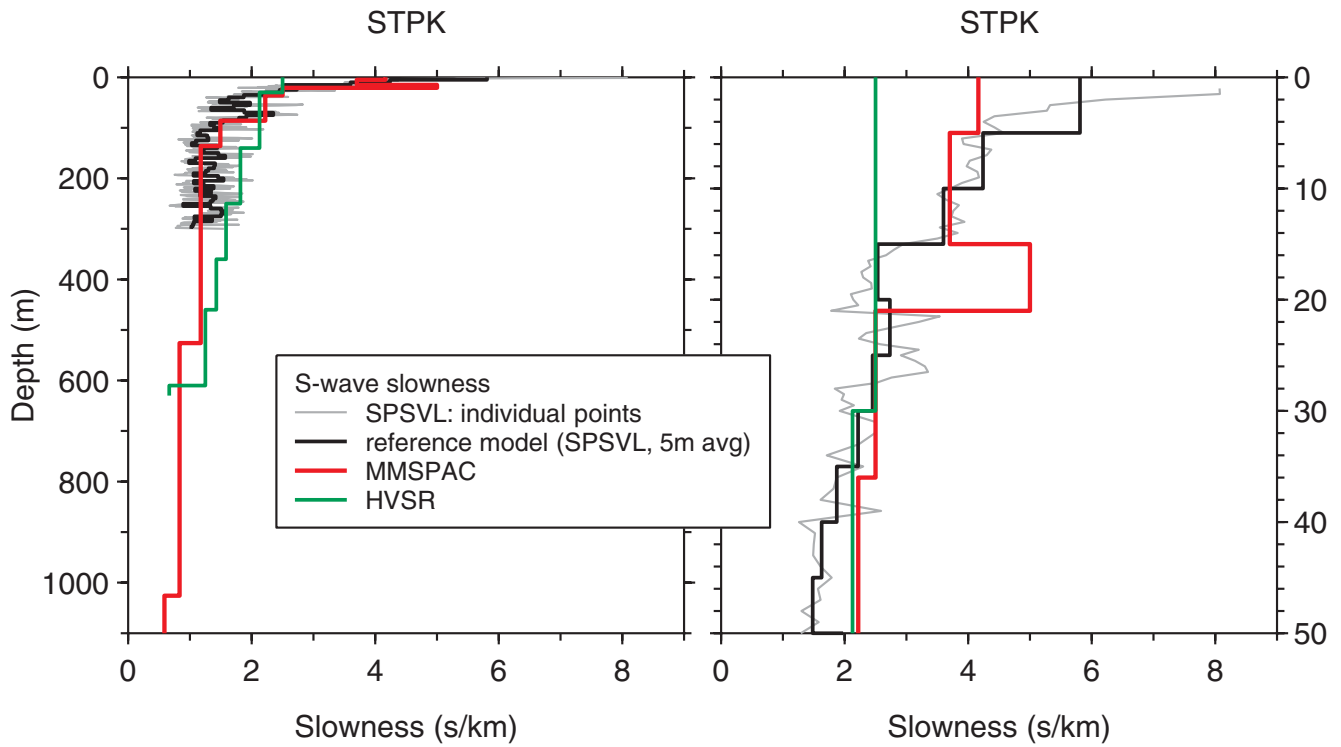 STPK
STPK
0
200
400
600
800
1000
Depth (m)
S-wave slowness
SPSVL: individual points
reference model (SPSVL, 5m avg)
MMSPAC
HVSR
0
10
20
30
40
50
0 2 4 6 8
0 2 4 6 8
Slowness (s/km)
Slowness (s/km)